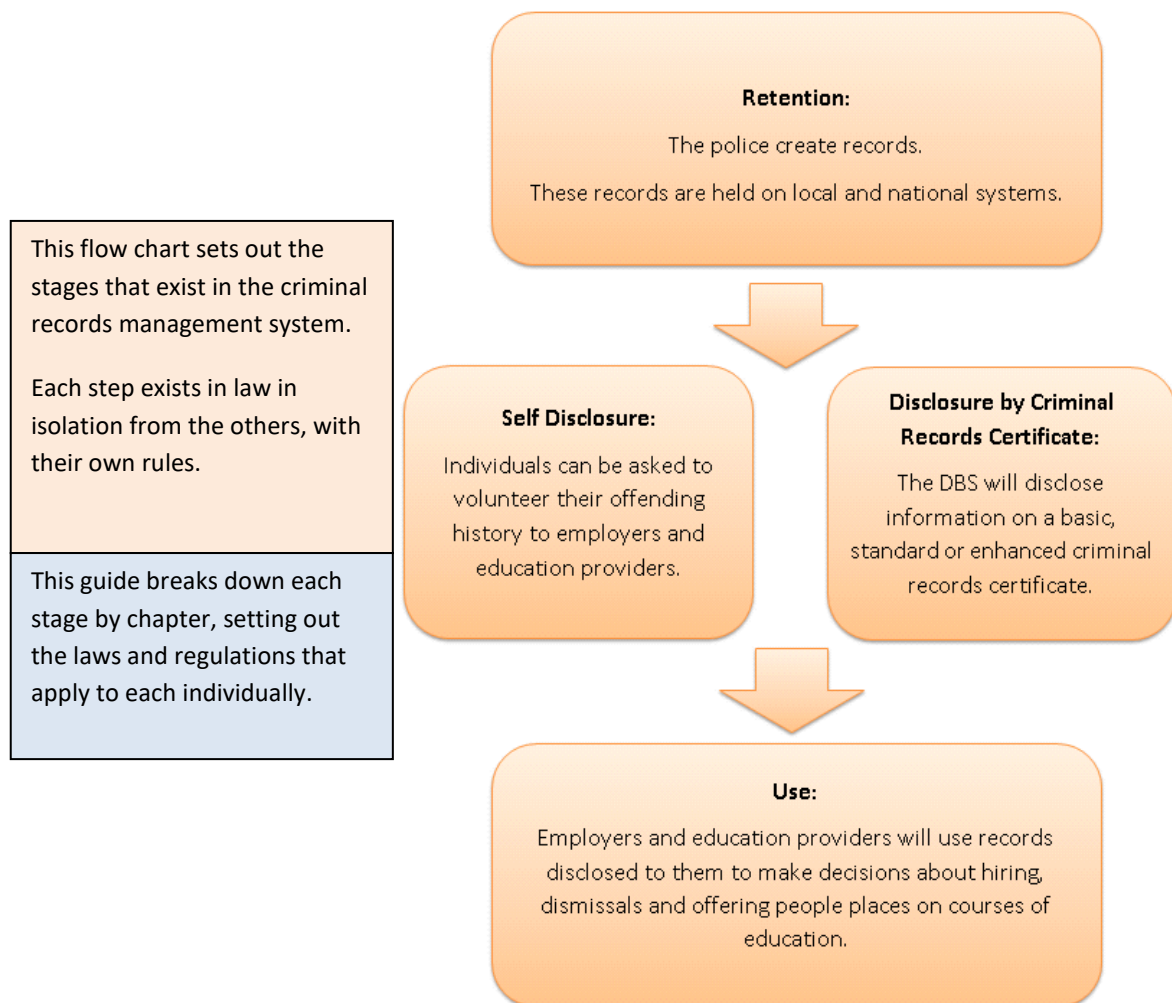 Retention:
The police create records.
These records are held on local and national systems.
This flow chart sets out the
stages that exist in the criminal
records management system.
Each step exists in law in
isolation from the others, with
their own rules.
This guide breaks down each
stage by chapter, setting out
the laws and regulations that
apply to each individually.
Self Disclosure:
Individuals can be asked to
volunteer their offending
history to employers and
education providers.
Disclosure by Criminal
Records Certificate:
The DBS will disclose
information on a basic,
standard or enhanced criminal
records certificate.
Use:
Employers and education providers will use records
disclosed to them to make decisions about hiring,
dismissals and offering people places on courses of
education.